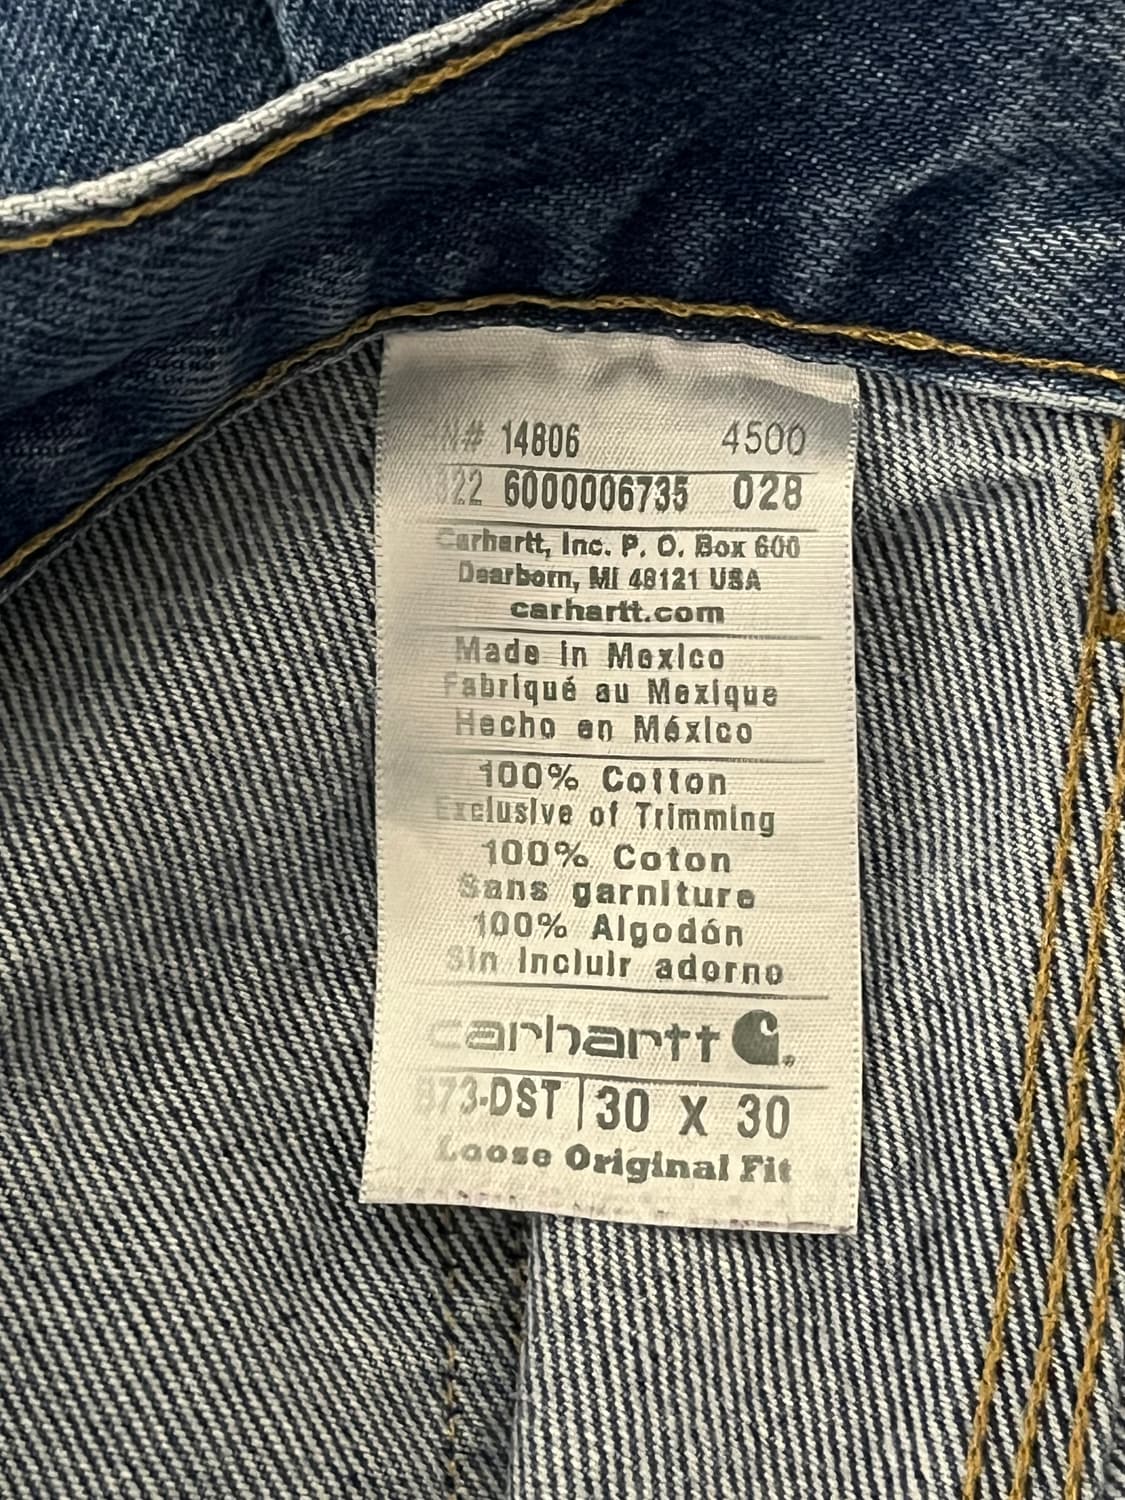 14806 4500
6000006735 028
Carhartt, Inc. P. O. Box 600
Dearborn, MI 48121 USA
carhartt.com
Made in Mexico
Fabriqué au Mexique
Hecho en México
100% Cotton
Exclusive of Trimming
100% Coton
Sans garniture
100% Algodón
Sin incluir adorno
carhartt
B73-DST | 30 X 30
Loose Original Fit